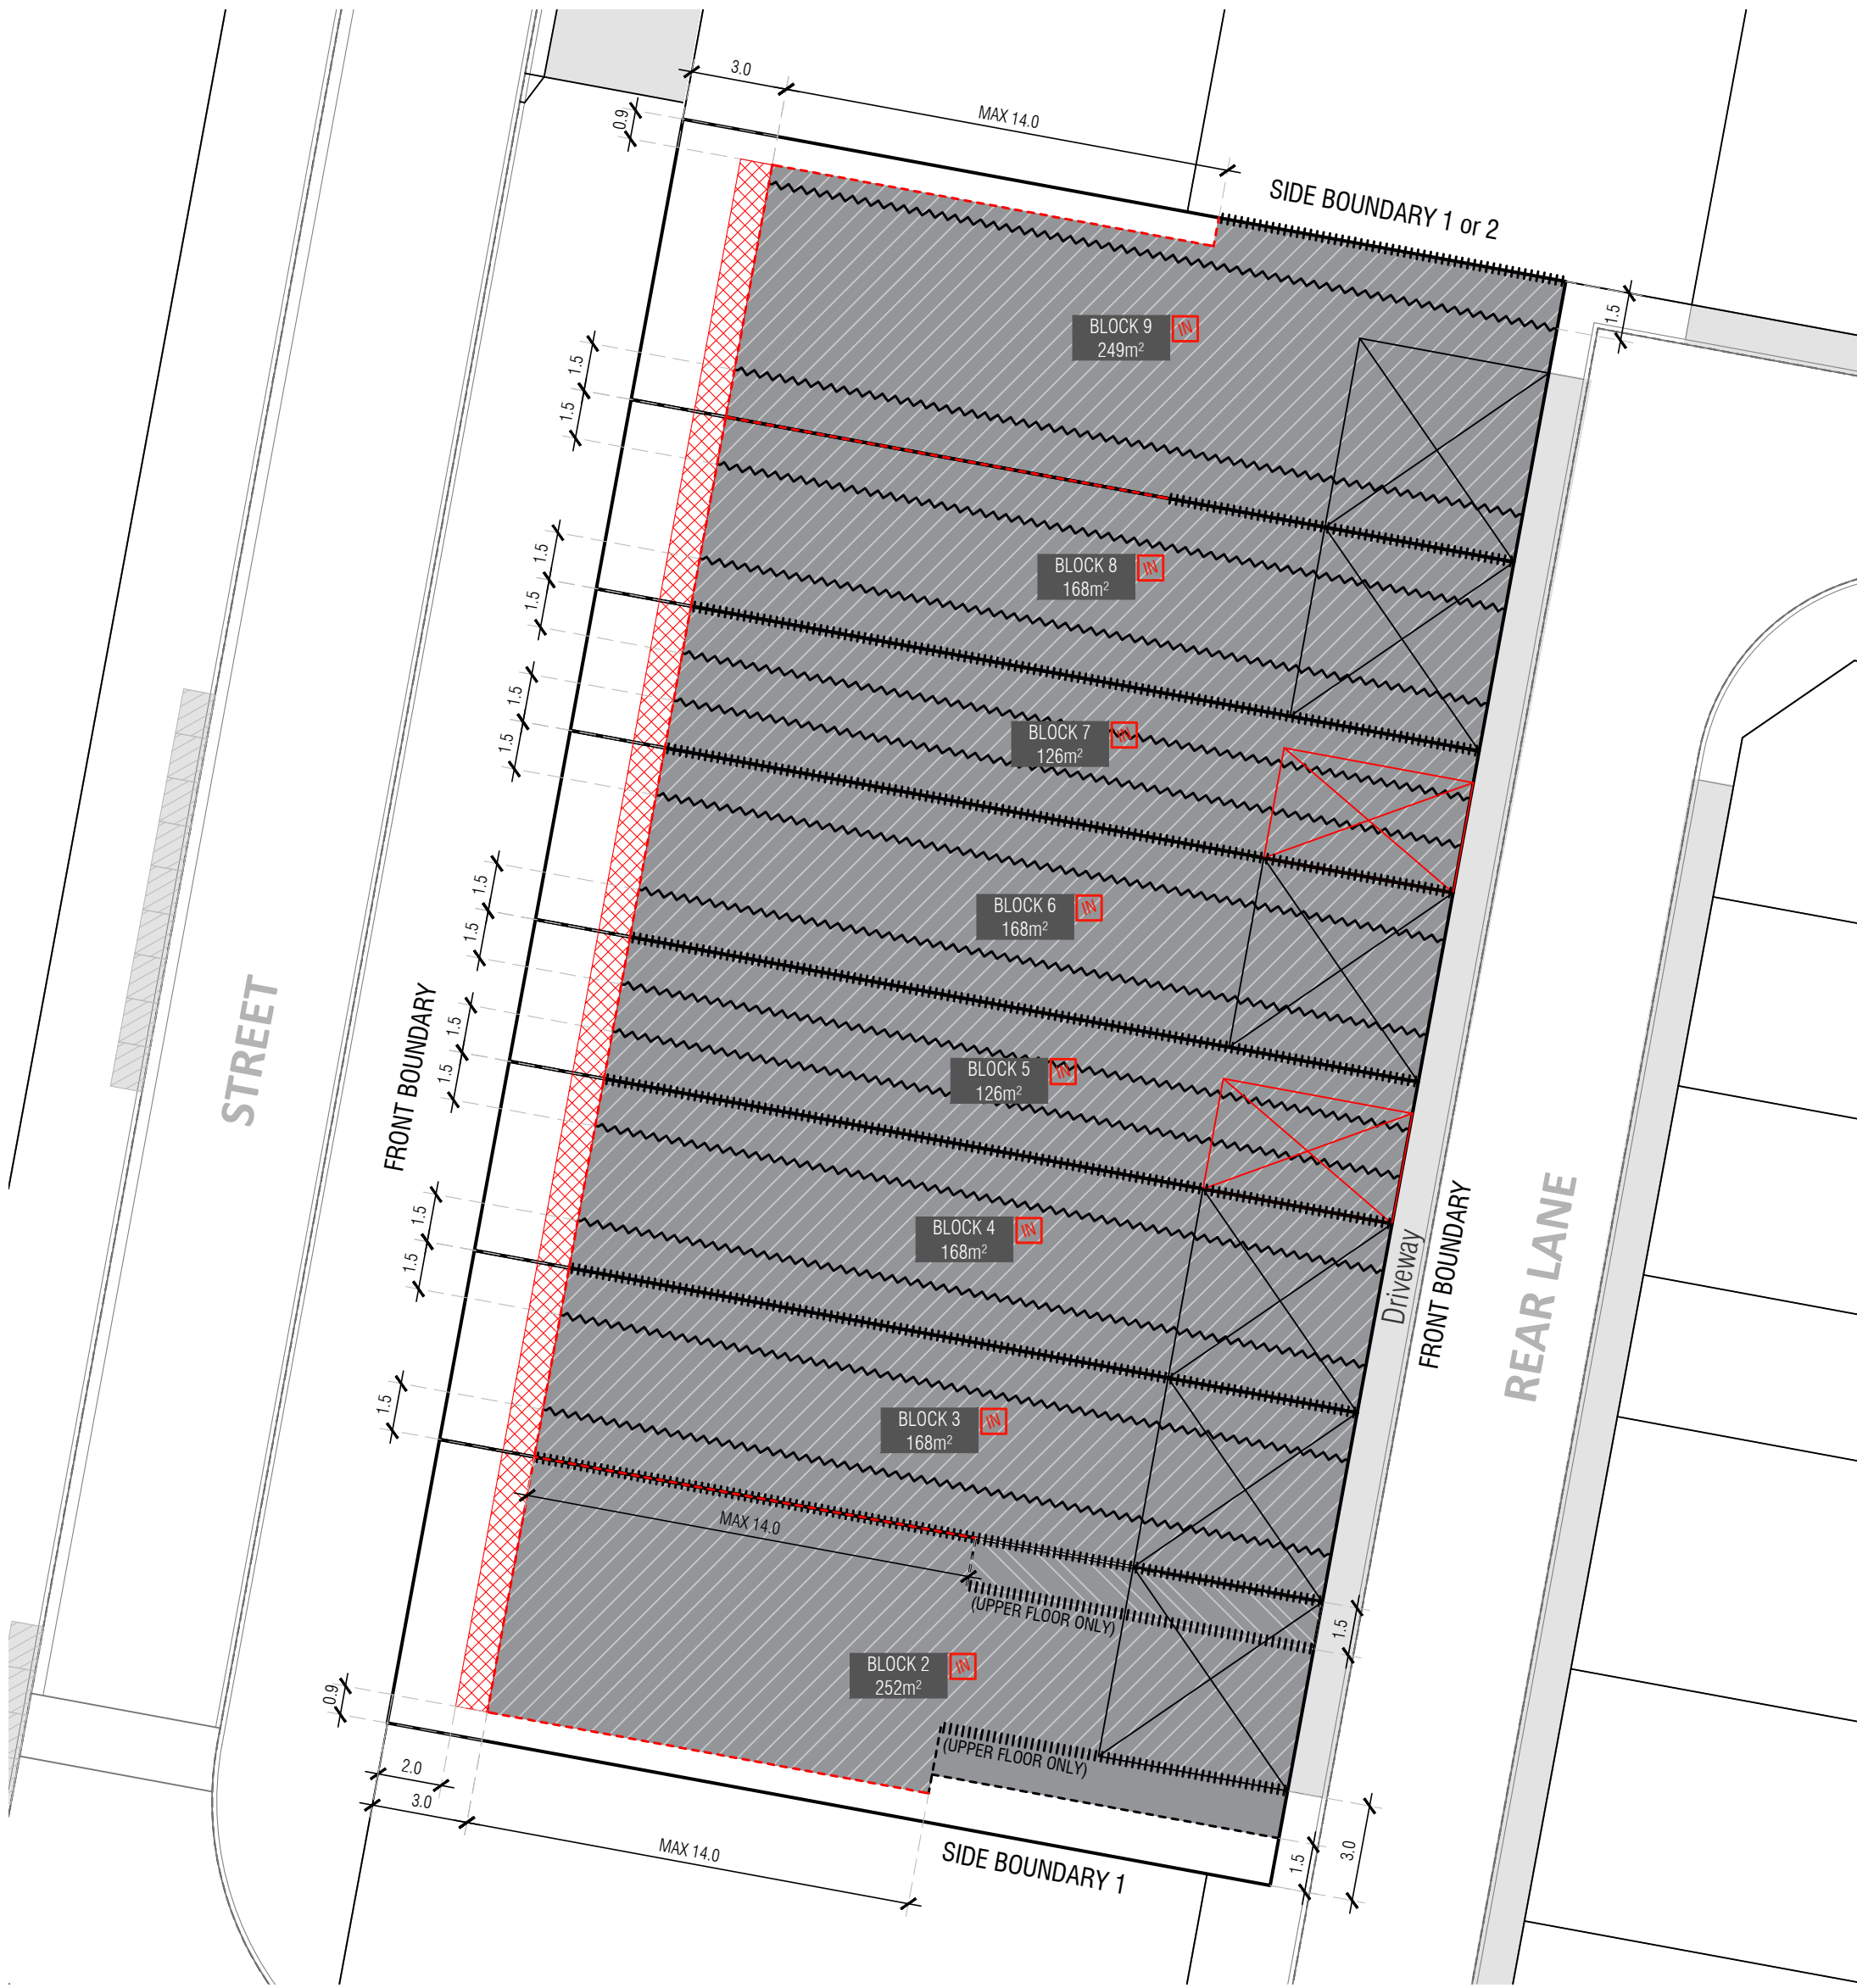 3.0
MAX 14.0
0.9
SIDE BOUNDARY 1 or 2
1.5
BLOCK 9
249m²
IN
1.5
1.5
BLOCK 8
168m²
IN
1.5
1.5
BLOCK 7
126m²
IN
1.5
1.5
BLOCK 6
168m²
IN
1.5
1.5
STREET
FRONT BOUNDARY
BLOCK 5
126m²
IN
1.5
1.5
BLOCK 4
168m²
IN
1.5
1.5
Driveway
FRONT BOUNDARY
REAR LANE
BLOCK 3
168m²
IN
1.5
MAX 14.0
(UPPER FLOOR ONLY)
1.5
BLOCK 2
252m²
IN
0.9
(UPPER FLOOR ONLY)
2.0
3.0
MAX 14.0
SIDE BOUNDARY 1
1.5
3.0